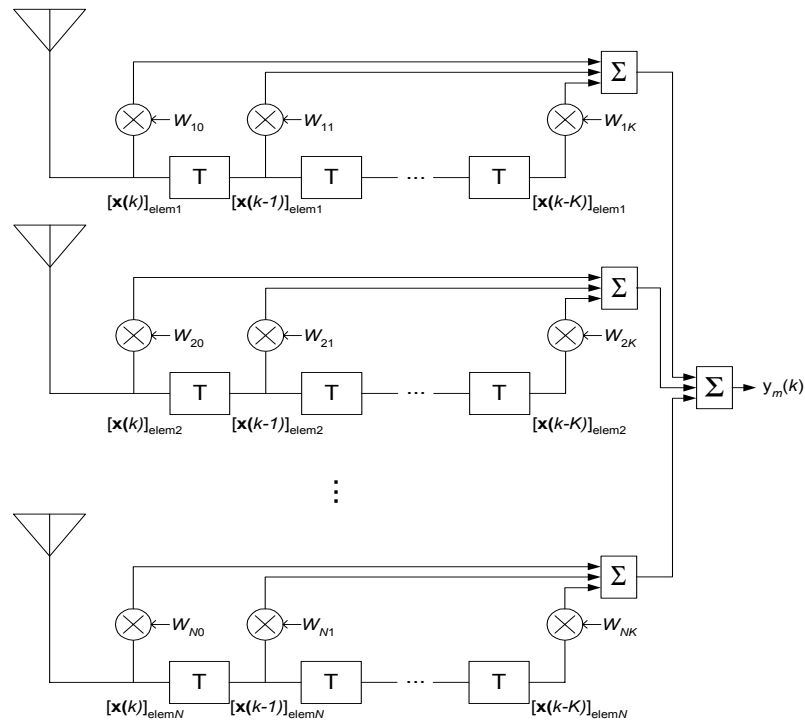 Σ
W10 W11 W1K
T T ... T
[x(k)]elem1 [x(k-1)]elem1 [x(k-K)]elem1
Σ
W20 W21 W2K
T T ... T
[x(k)]elem2 [x(k-1)]elem2 [x(k-K)]elem2
Σ ym(k)
⋮
Σ
WN0 WN1 WNK
T T ... T
[x(k)]elemN [x(k-1)]elemN [x(k-K)]elemN